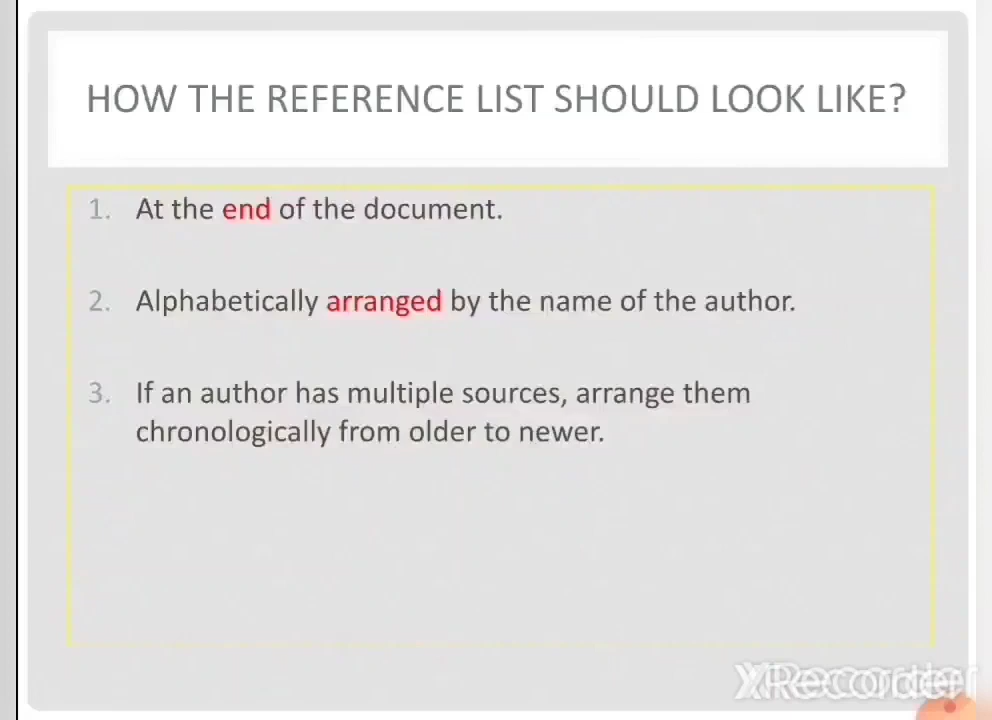 HOW THE REFERENCE LIST SHOULD LOOK LIKE?
1. At the end of the document.
2. Alphabetically arranged by the name of the author.
3. If an author has multiple sources, arrange them
chronologically from older to newer.
XRecorder